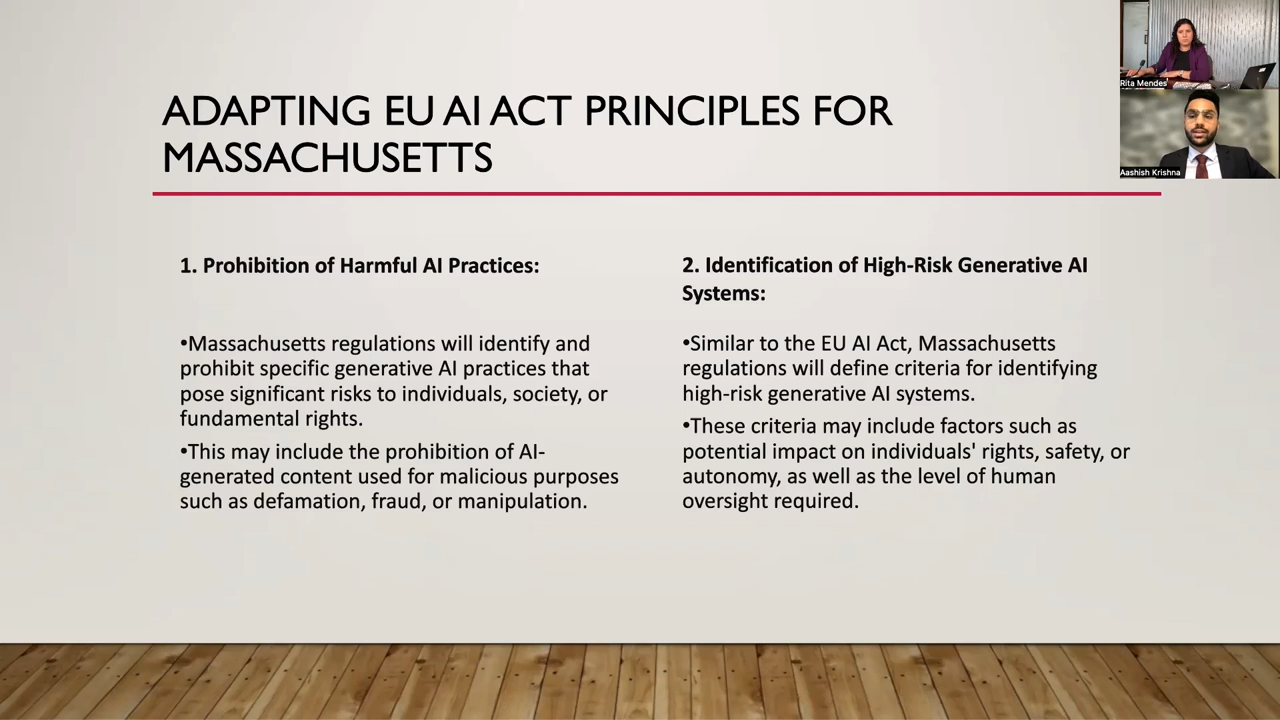 ADAPTING EU AI ACT PRINCIPLES FOR
MASSACHUSETTS
Rita Mendes
Aashish Krishna
1. Prohibition of Harmful AI Practices:
•Massachusetts regulations will identify and
prohibit specific generative AI practices that
pose significant risks to individuals, society, or
fundamental rights.
•This may include the prohibition of AI-
generated content used for malicious purposes
such as defamation, fraud, or manipulation.
2. Identification of High-Risk Generative AI
Systems:
•Similar to the EU AI Act, Massachusetts
regulations will define criteria for identifying
high-risk generative AI systems.
•These criteria may include factors such as
potential impact on individuals' rights, safety, or
autonomy, as well as the level of human
oversight required.